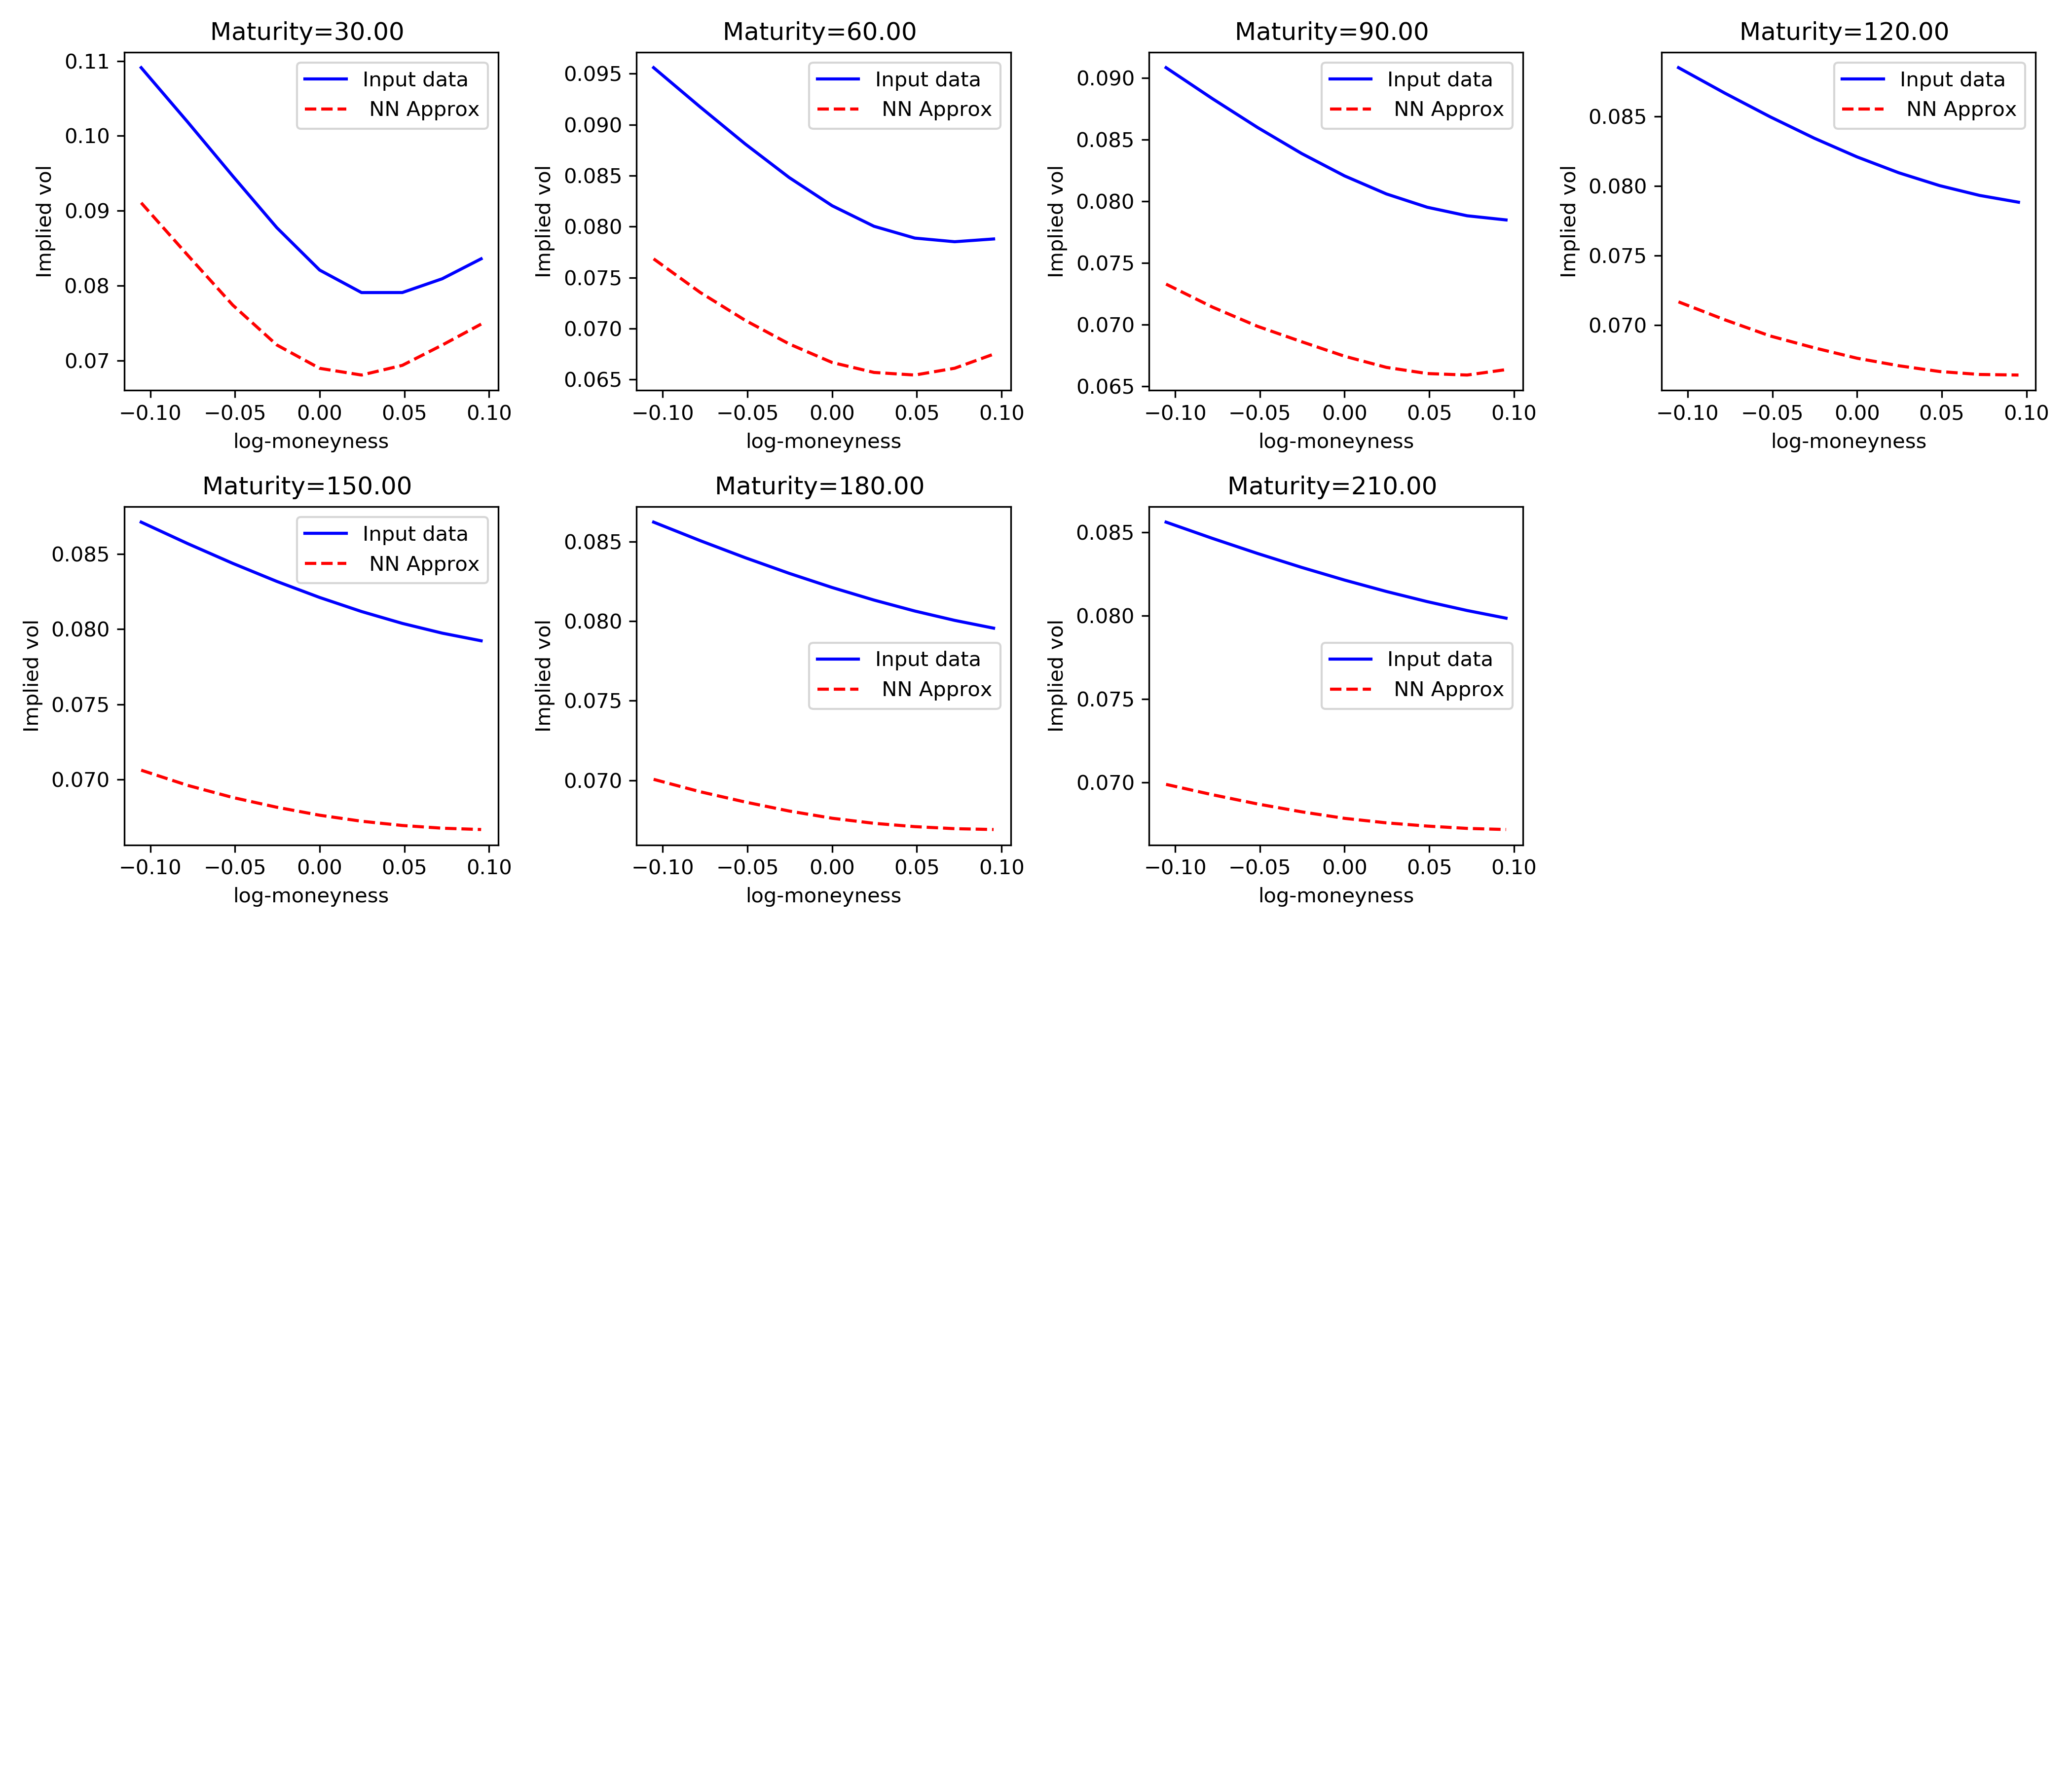 Maturity=30.00
Implied vol
0.11
0.10
0.09
0.08
0.07
Input data
NN Approx
−0.10 −0.05 0.00 0.05 0.10
log-moneyness
Maturity=60.00
Implied vol
0.095
0.090
0.085
0.080
0.075
0.070
0.065
Input data
NN Approx
−0.10 −0.05 0.00 0.05 0.10
log-moneyness
Maturity=90.00
Implied vol
0.090
0.085
0.080
0.075
0.070
0.065
Input data
NN Approx
−0.10 −0.05 0.00 0.05 0.10
log-moneyness
Maturity=120.00
Implied vol
0.085
0.080
0.075
0.070
Input data
NN Approx
−0.10 −0.05 0.00 0.05 0.10
log-moneyness
Maturity=150.00
Implied vol
0.085
0.080
0.075
0.070
Input data
NN Approx
−0.10 −0.05 0.00 0.05 0.10
log-moneyness
Maturity=180.00
Implied vol
0.085
0.080
0.075
0.070
Input data
NN Approx
−0.10 −0.05 0.00 0.05 0.10
log-moneyness
Maturity=210.00
Implied vol
0.085
0.080
0.075
0.070
Input data
NN Approx
−0.10 −0.05 0.00 0.05 0.10
log-moneyness